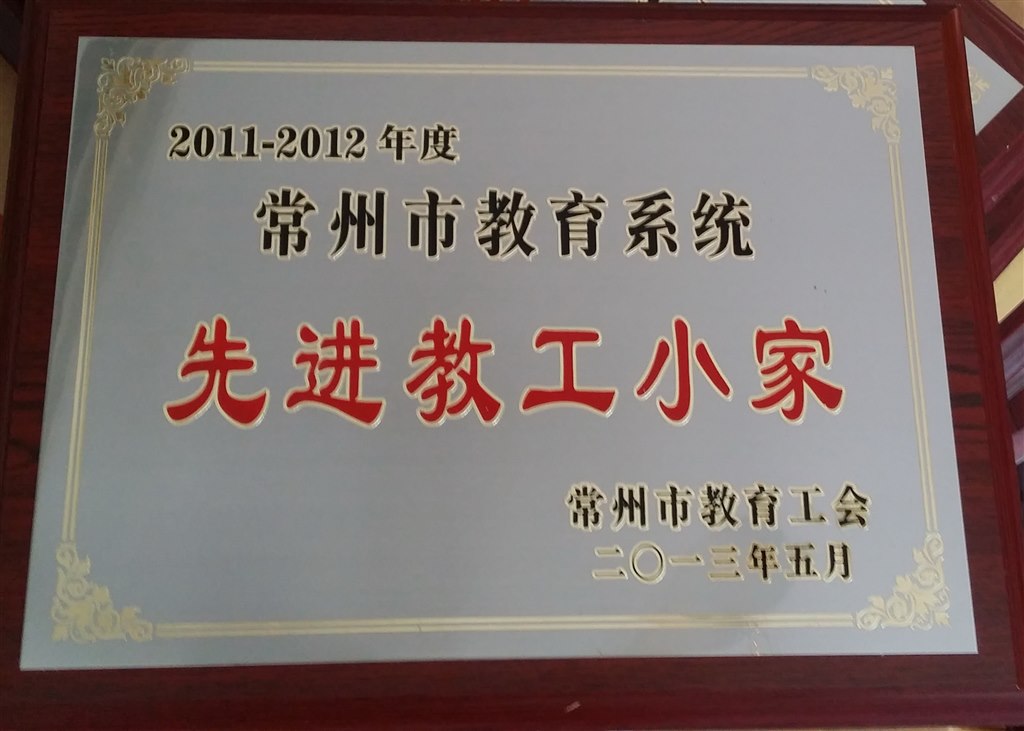 2011-2012 年度
常州市教育系统
先进教工小家
常州市教育工会
二〇一三年五月